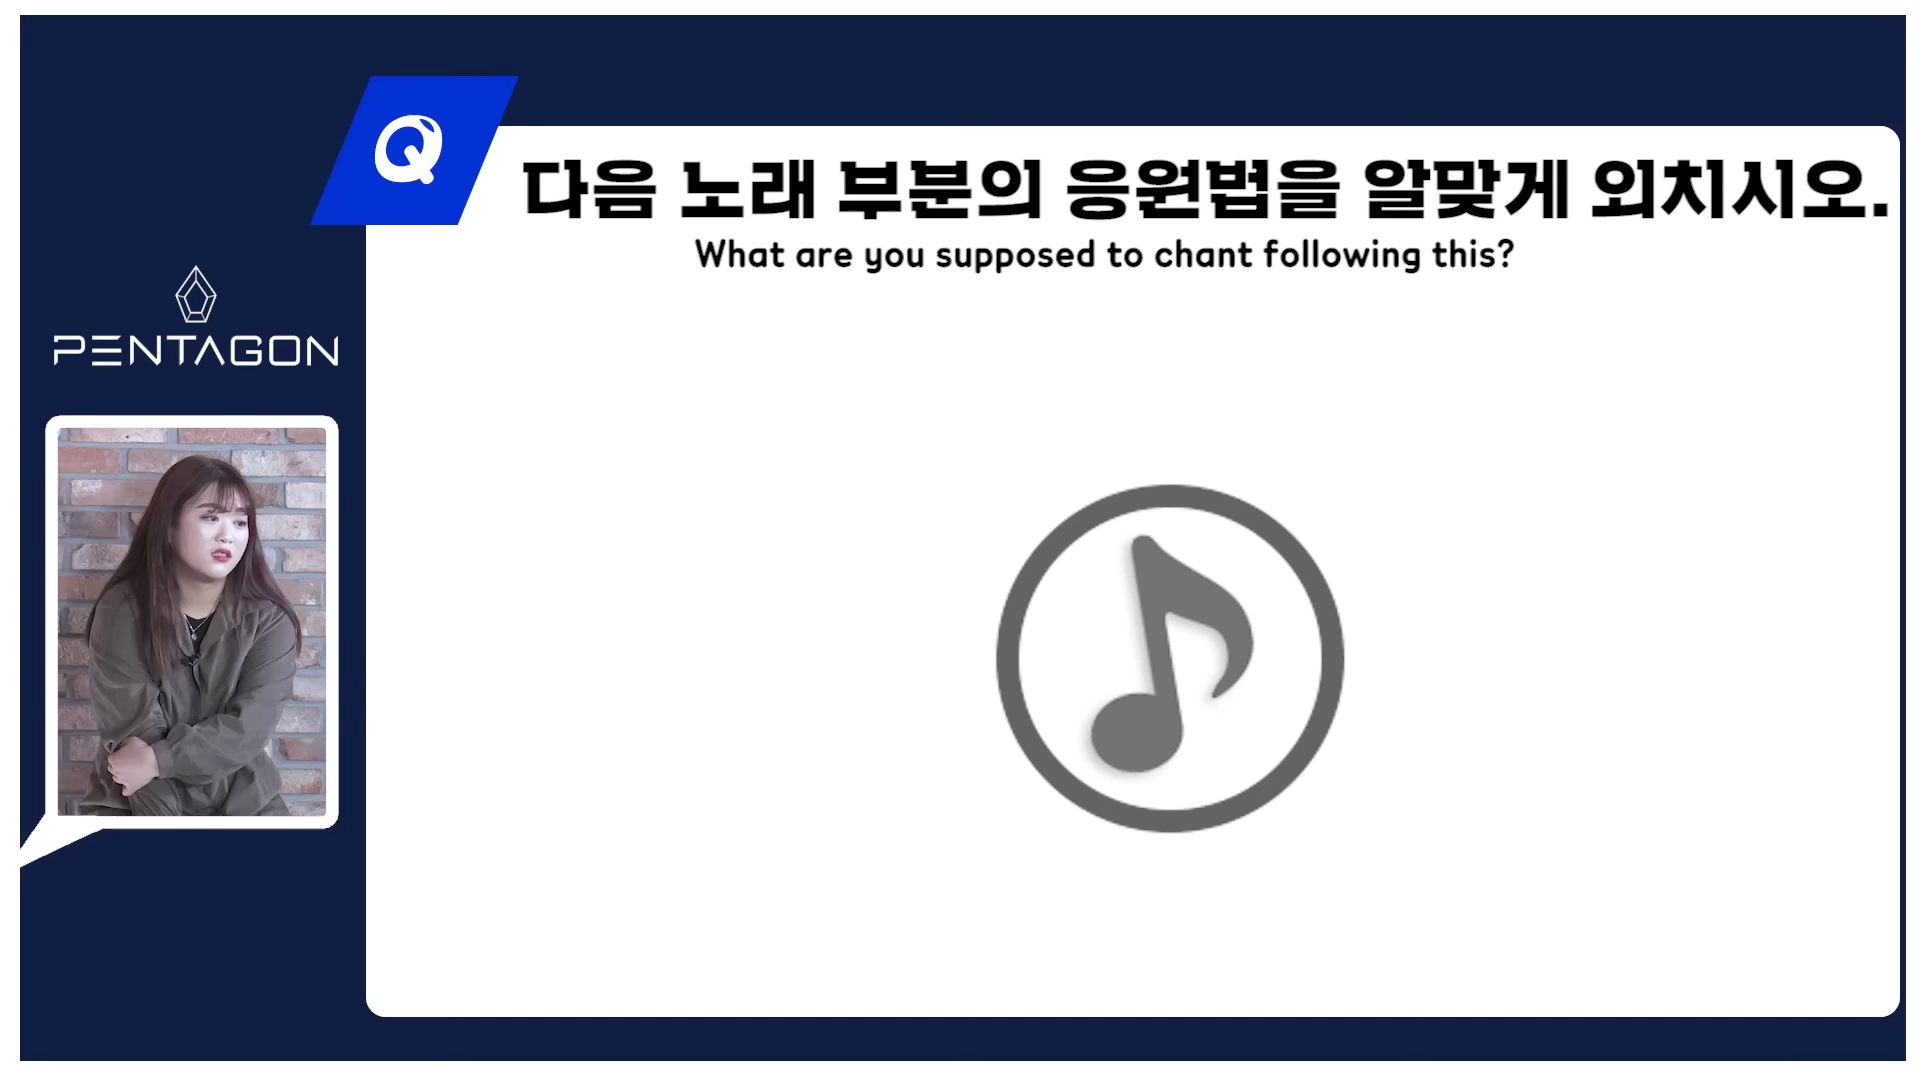 Q
다음 노래 부분의 응원법을 알맞게 외치시오.
What are you supposed to chant following this?
PENTAGON